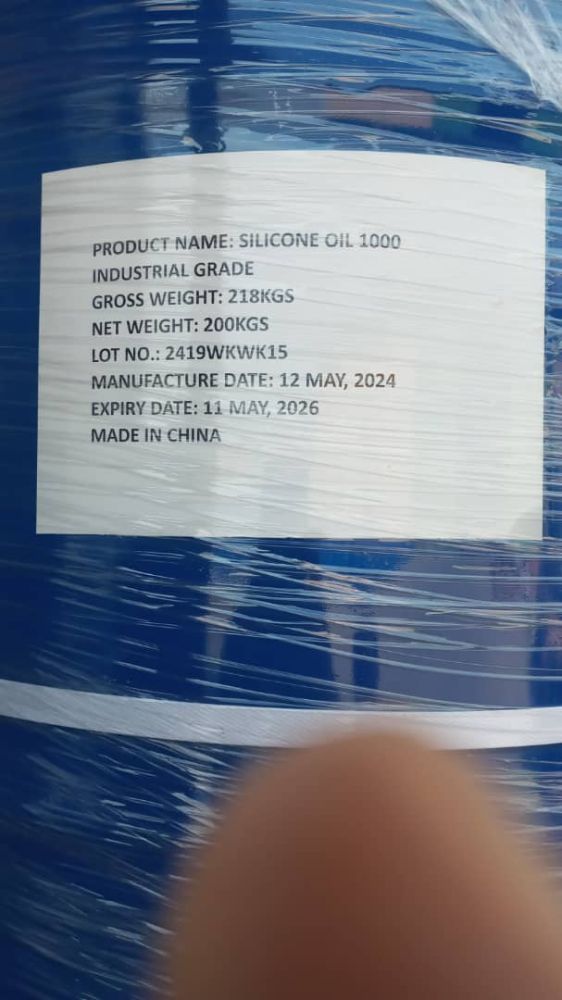 PRODUCT NAME: SILICONE OIL 1000
INDUSTRIAL GRADE
GROSS WEIGHT: 218KGS
NET WEIGHT: 200KGS
LOT NO.: 2419WKWK15
MANUFACTURE DATE: 12 MAY, 2024
EXPIRY DATE: 11 MAY, 2026
MADE IN CHINA